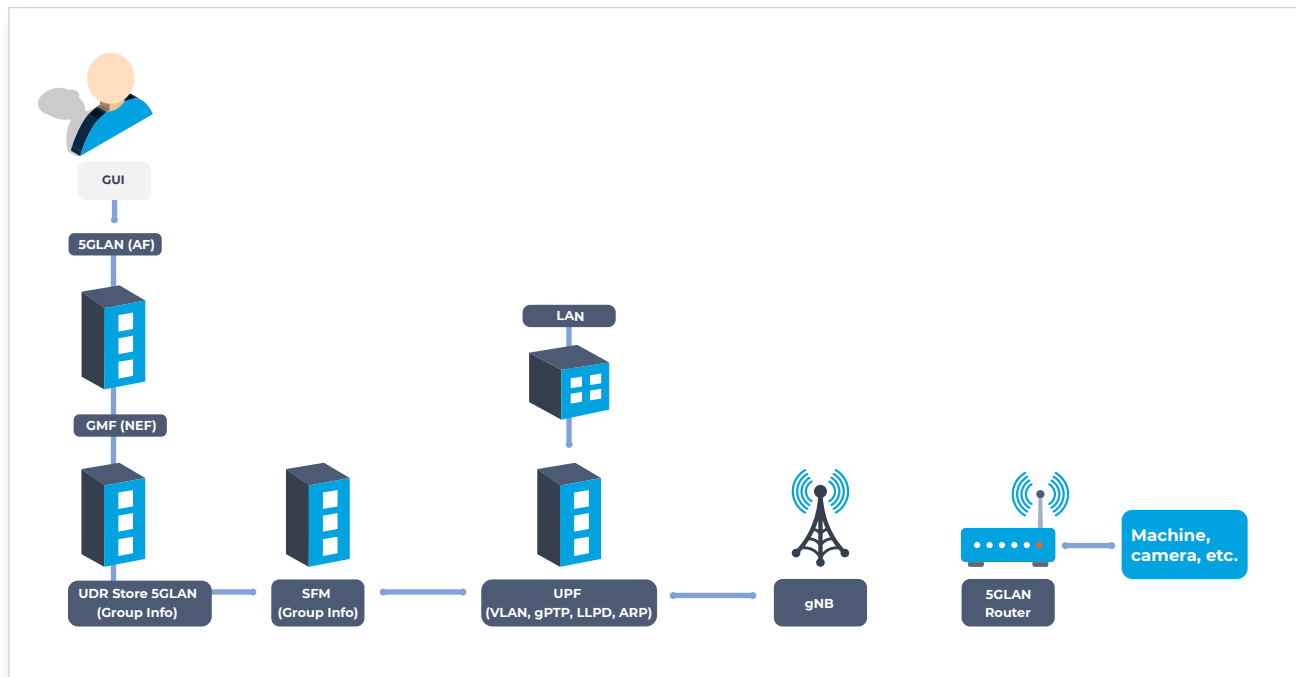 GUI
5GLAN (AF)
LAN
GMF (NEF)
UDR Store 5GLAN
(Group Info)
SFM
(Group Info)
UPF
(VLAN, gPTP, LLPD, ARP)
gNB
5GLAN
Router
Machine,
camera, etc.